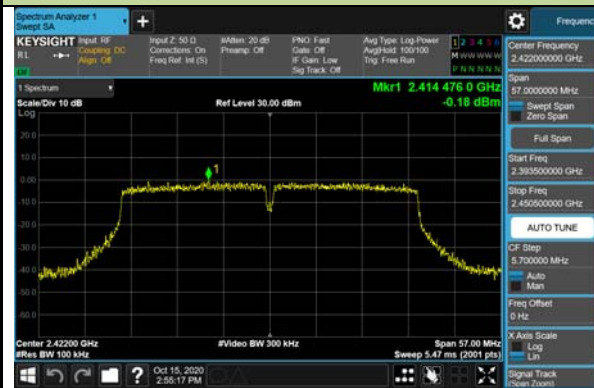 Spectrum Analyzer 1
Swept SA
Frequenc
KEYSIGHT
RL
Input: RF
Coupling: DC
Align: Off
Input Z: 50 Ω
Corrections: On
Freq Ref: Int (S)
#Atten: 20 dB
Preamp: Off
PNO: Fast
Gate: Off
IF Gain: Low
Sig Track: Off
Avg Type: Log-Power
Avg|Hold: 100/100
Trig: Free Run
1 2 3 4 5 6
M W W W W W
P N N N N N
1 Spectrum
Scale/Div 10 dB
Log
Ref Level 30.00 dBm
Mkr1 2.414 476 0 GHz
-0.18 dBm
20.0
10.0
0.00
-10.0
-20.0
-30.0
-40.0
-50.0
-60.0
1
Center 2.42200 GHz
#Res BW 100 kHz
#Video BW 300 kHz
Span 57.00 MHz
Sweep 5.47 ms (2001 pts)
Oct 15, 2020
2:55:17 PM
Center Frequency
2.422000000 GHz
Span
57.0000000 MHz
Swept Span
Zero Span
Full Span
Start Freq
2.393500000 GHz
Stop Freq
2.450500000 GHz
AUTO TUNE
CF Step
5.700000 MHz
Auto
Man
Freq Offset
0 Hz
X Axis Scale
Log
Lin
Signal Track
(Span Zoom)